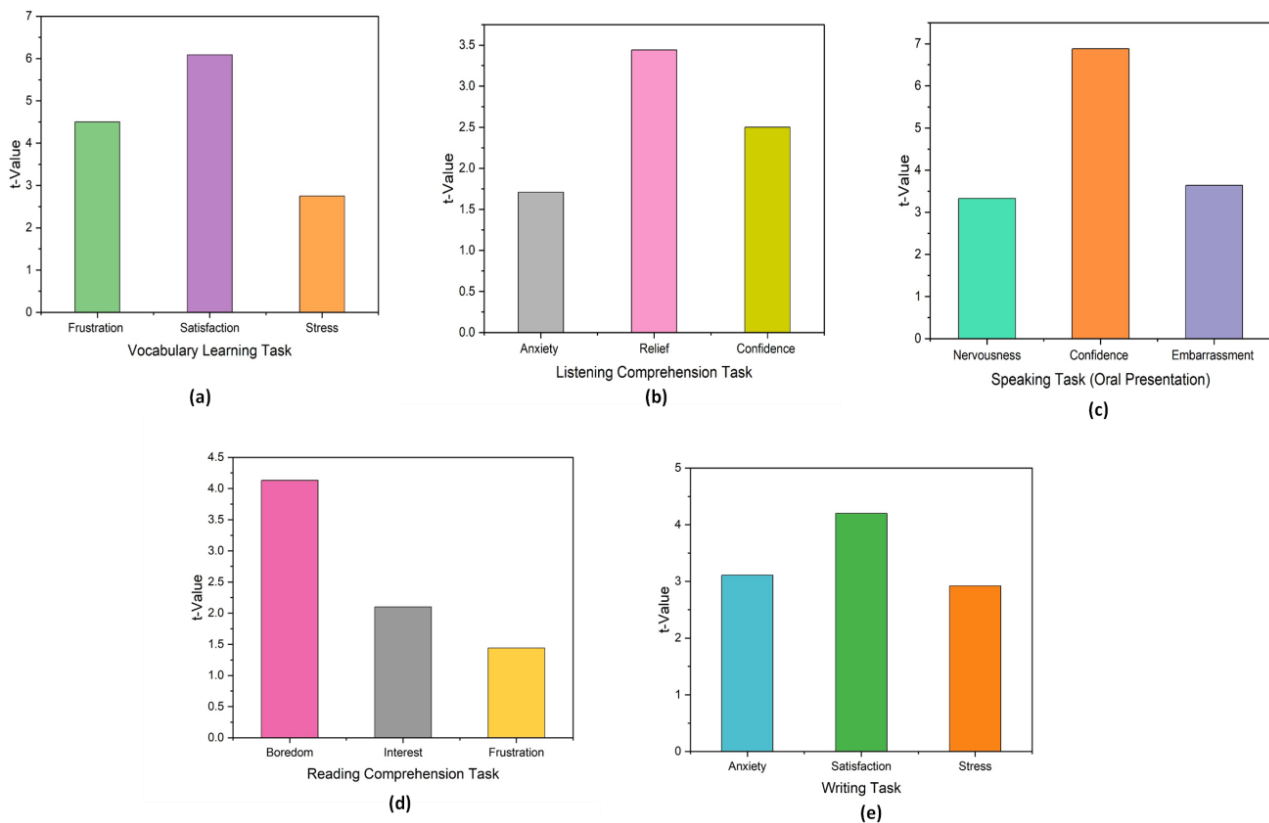 7
6
5
4
3
2
1
0
t-Value
Frustration Satisfaction Stress
Vocabulary Learning Task
(a)
3.5
3.0
2.5
2.0
1.5
1.0
0.5
0.0
t-Value
Anxiety Relief Confidence
Listening Comprehension Task
(b)
7
6
5
4
3
2
1
0
t-Value
Nervousness Confidence Embarrassment
Speaking Task (Oral Presentation)
(c)
4.5
4.0
3.5
3.0
2.5
2.0
1.5
1.0
0.5
0.0
t-Value
Boredom Interest Frustration
Reading Comprehension Task
(d)
5
4
3
2
1
0
t-Value
Anxiety Satisfaction Stress
Writing Task
(e)